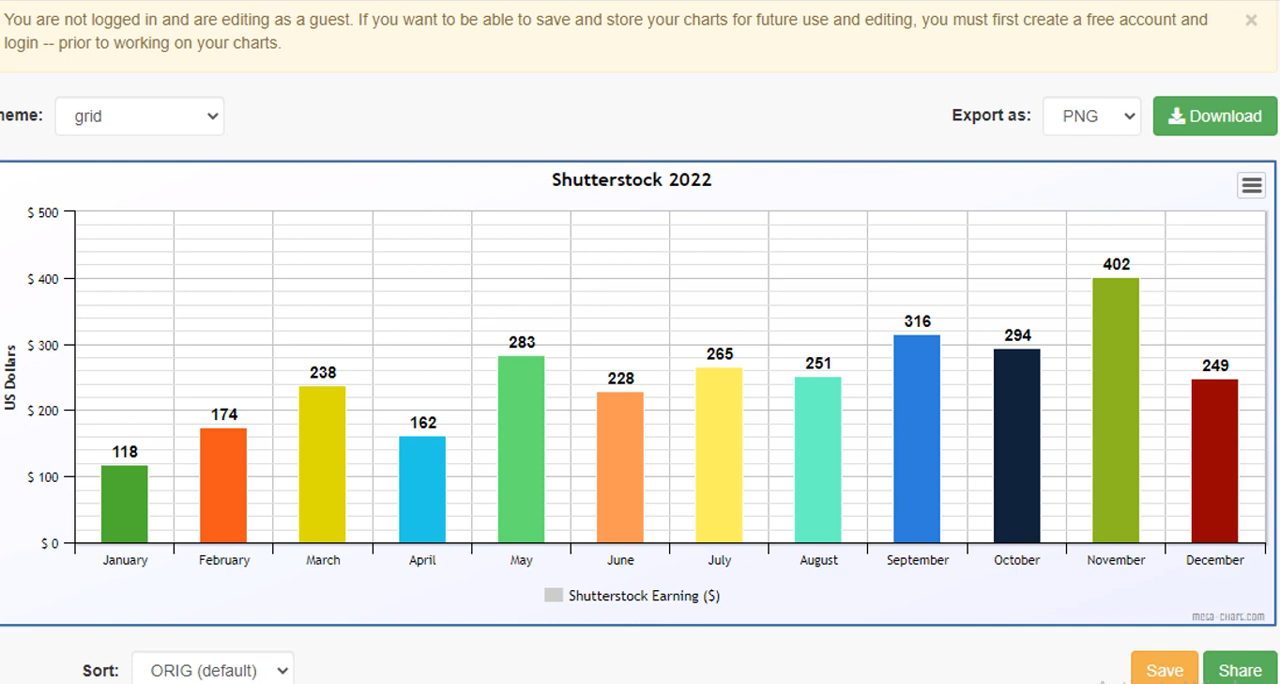 You are not logged in and are editing as a guest. If you want to be able to save and store your charts for future use and editing, you must first create a free account and
login -- prior to working on your charts.
×
heme:
grid
Export as:
PNG
Download
Shutterstock 2022
US Dollars
$ 500
$ 400
$ 300
$ 200
$ 100
$ 0
118
174
238
162
283
228
265
251
316
294
402
249
January
February
March
April
May
June
July
August
September
October
November
December
Shutterstock Earning ($)
meta-chart.com
Sort:
ORIG (default)
Save
Share